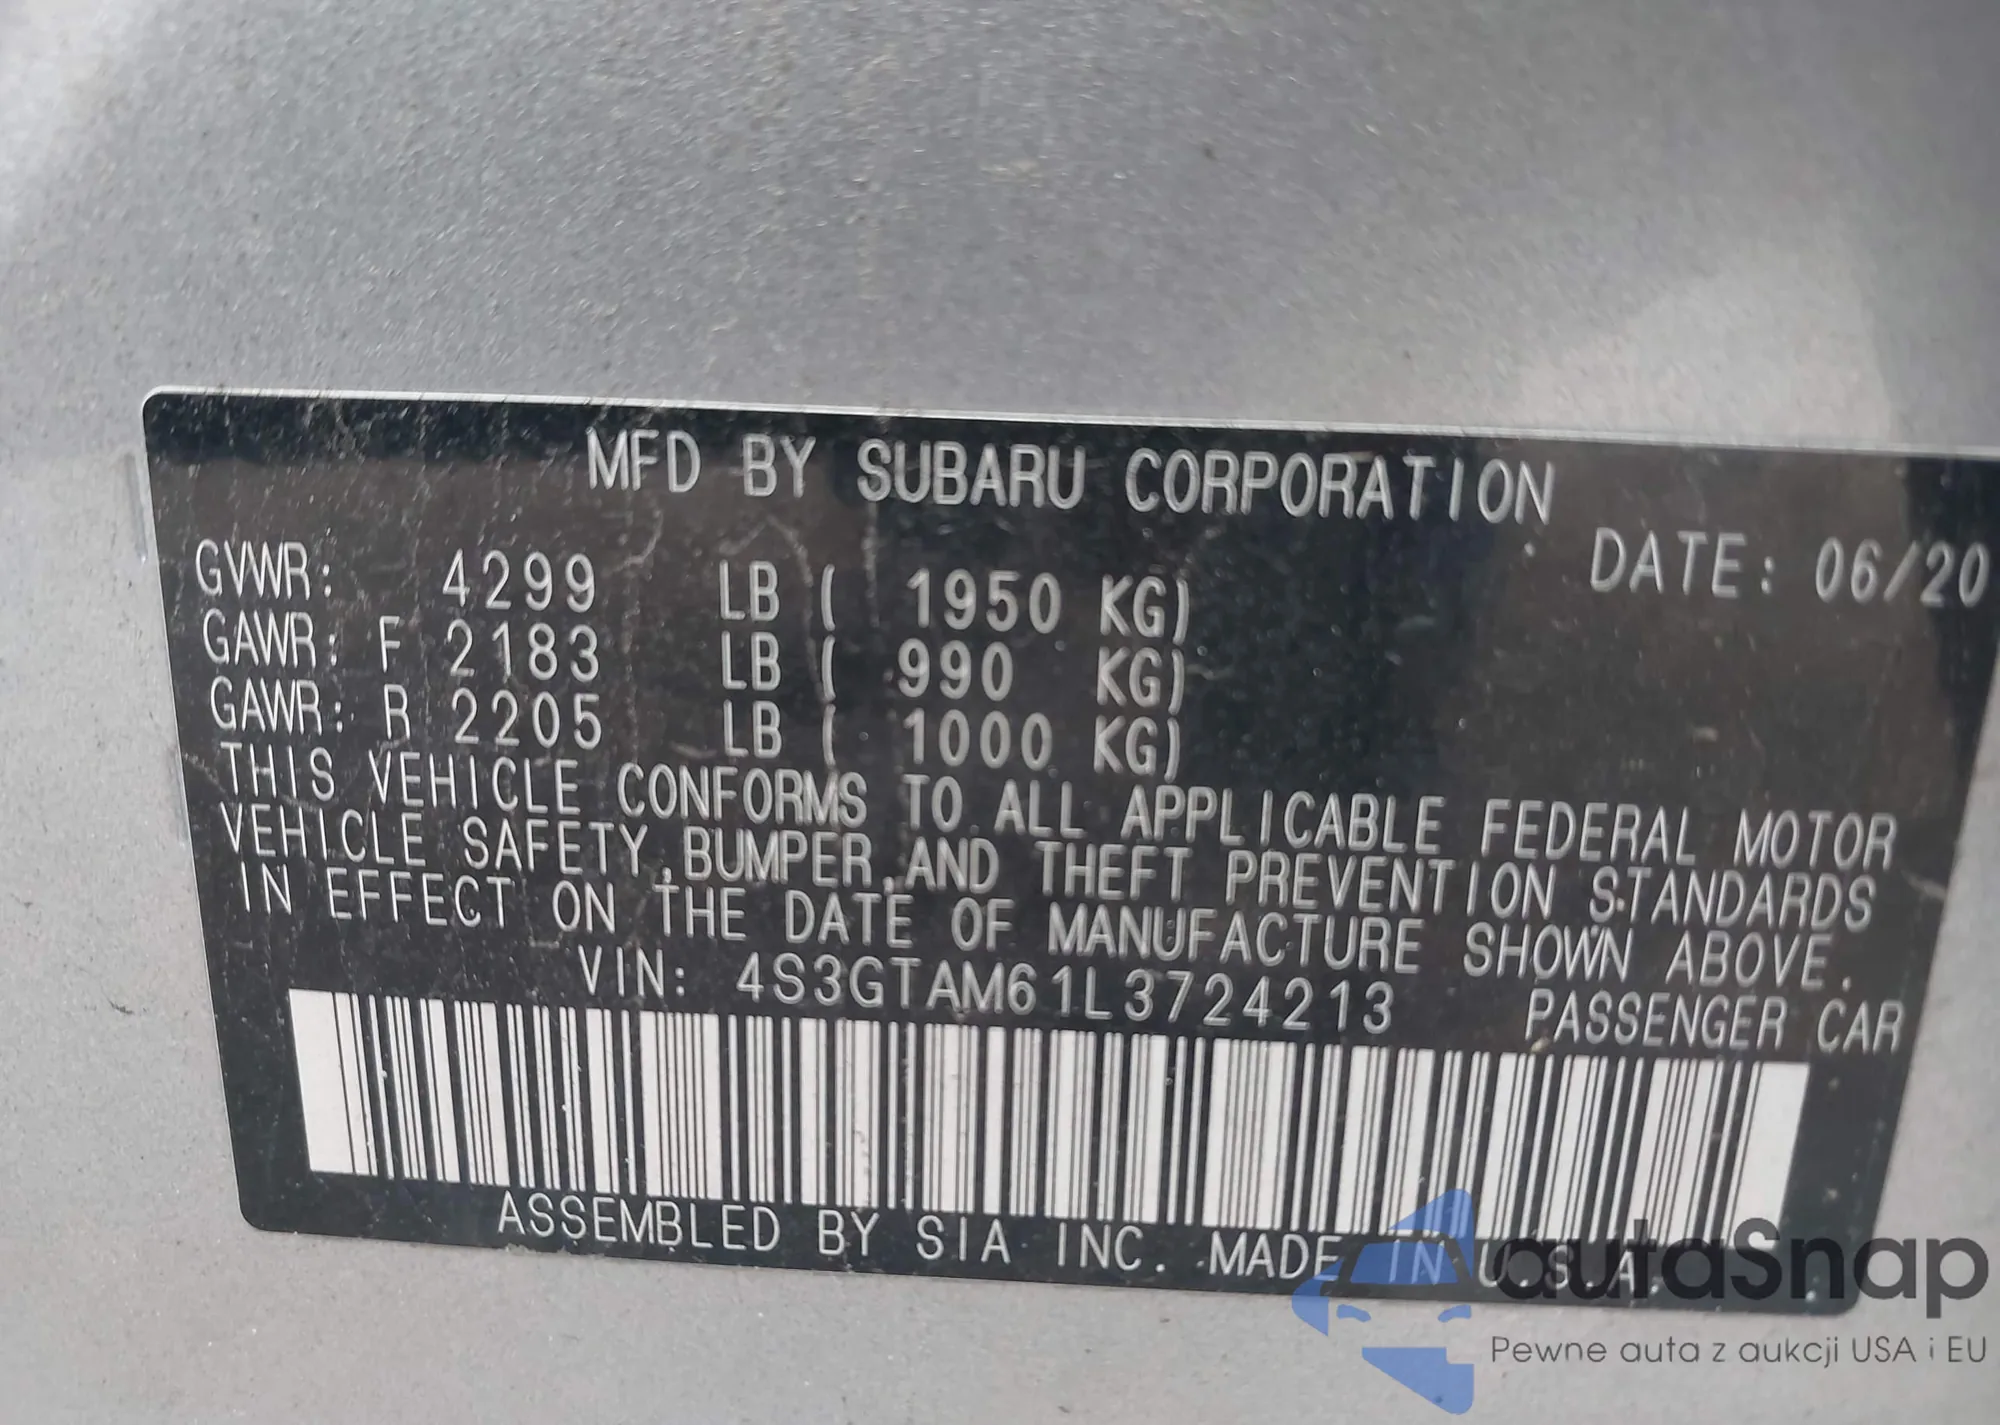 MFD BY SUBARU CORPORATION
DATE: 06/20
GVWR: 4299 LB ( 1950 KG)
GAWR: F 2183 LB ( 990 KG)
GAWR: R 2205 LB ( 1000 KG)
THIS VEHICLE CONFORMS TO ALL APPLICABLE FEDERAL MOTOR
VEHICLE SAFETY,BUMPER,AND THEFT PREVENTION STANDARDS
IN EFFECT ON THE DATE OF MANUFACTURE SHOWN ABOVE.
VIN: 4S3GTAM61L3724213
PASSENGER CAR
ASSEMBLED BY SIA INC. MADE IN U.S.A.
autaSnap
Pewne auta z aukcji USA i EU